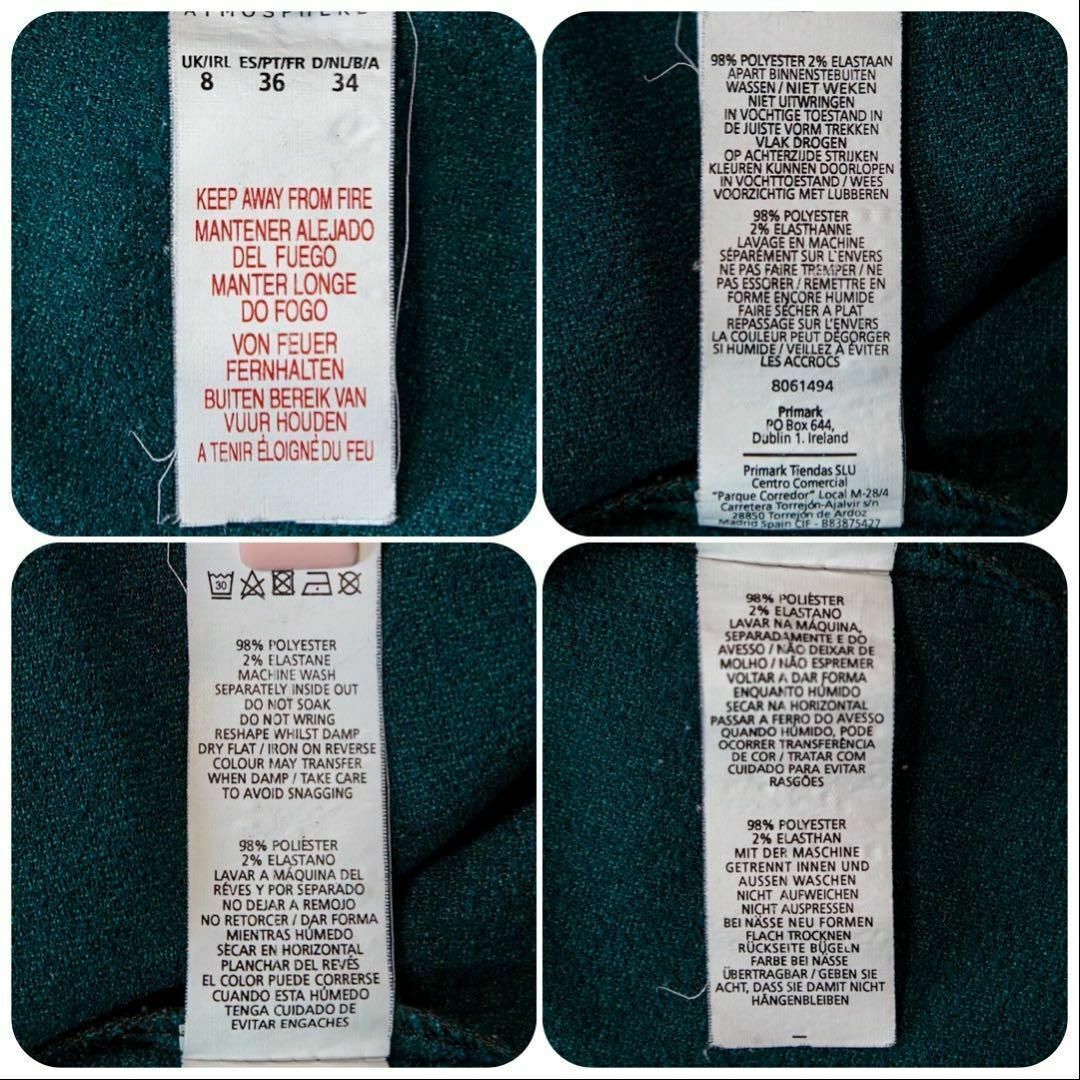 ATMOSPHERE
UK/IRL ES/PT/FR D/NL/B/A
8 36 34
KEEP AWAY FROM FIRE
MANTENER ALEJADO
DEL FUEGO
MANTER LONGE
DO FOGO
VON FEUER
FERNHALTEN
BUITEN BEREIK VAN
VUUR HOUDEN
A TENIR ÉLOIGNÉ DU FEU
98% POLYESTER 2% ELASTAAN
APART BINNENSTEBUITEN
WASSEN / NIET WEKEN
NIET UITWRINGEN
IN VOCHTIGE TOESTAND IN
DE JUISTE VORM TREKKEN
VLAK DROGEN
OP ACHTERZIJDE STRIJKEN
KLEUREN KUNNEN DOORLOPEN
IN VOCHTTOESTAND / WEES
VOORZICHTIG MET LUBBEREN
98% POLYESTER
2% ELASTHANNE
LAVAGE EN MACHINE
SÉPARÉMENT SUR L'ENVERS
NE PAS FAIRE TREMPER / NE
PAS ESSORER / REMETTRE EN
FORME ENCORE HUMIDE
FAIRE SÉCHER A PLAT
REPASSAGE SUR L'ENVERS
LA COULEUR PEUT DÉGORGER
SI HUMIDE / VEILLEZ À ÉVITER
LES ACCROCS
8061494
Primark
PO Box 644,
Dublin 1. Ireland
Primark Tiendas SLU
Centro Comercial
"Parque Corredor" Local M-28/4
Carretera Torrejón-Ajalvir s/n
28850 Torrejon de Ardoz
Madrid Spain CIF - B83875427
30
98% POLYESTER
2% ELASTANE
MACHINE WASH
SEPARATELY INSIDE OUT
DO NOT SOAK
DO NOT WRING
RESHAPE WHILST DAMP
DRY FLAT / IRON ON REVERSE
COLOUR MAY TRANSFER
WHEN DAMP / TAKE CARE
TO AVOID SNAGGING
98% POLIÉSTER
2% ELASTANO
LAVAR A MÁQUINA DEL
RÉVES Y POR SEPARADO
NO DEJAR A REMOJO
NO RETORCER / DAR FORMA
MIENTRAS HÚMEDO
SÈCAR EN HORIZONTAL
PLANCHAR DEL REVÉS
EL COLOR PUEDE CORRERSE
CUANDO ESTA HÚMEDO
TENGA CUIDADO DE
EVITAR ENGACHES
98% POLIÉSTER
2% ELASTANO
LAVAR NA MÁQUINA,
SEPARADAMENTE E DO
AVESSO / NÃO DEIXAR DE
MOLHO / NÃO ESPREMER
VOLTAR A DAR FORMA
ENQUANTO HÚMIDO
SECAR NA HORIZONTAL
PASSAR A FERRO DO AVESSO
QUANDO HÚMIDO, PODE
OCORRER TRANSFERÊNCIA
DE COR / TRATAR COM
CUIDADO PARA EVITAR
RASGÕES
98% POLYESTER
2% ELASTHAN
MIT DER MASCHINE
GETRENNT INNEN UND
AUSSEN WASCHEN
NICHT AUFWEICHEN
NICHT AUSPRESSEN
BEI NÄSSE NEU FORMEN
FLACH TROCKNEN
RÜCKSEITE BÜGELN
FARBE BEI NÄSSE
ÜBERTRAGBAR / GEBEN SIE
ACHT, DASS SIE DAMIT NICHT
HÄNGENBLEIBEN